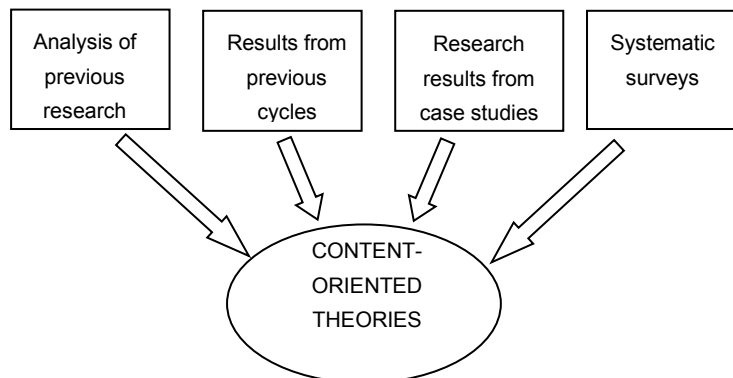 Analysis of
previous
research
Results from
previous
cycles
Research
results from
case studies
Systematic
surveys
CONTENT-
ORIENTED
THEORIES